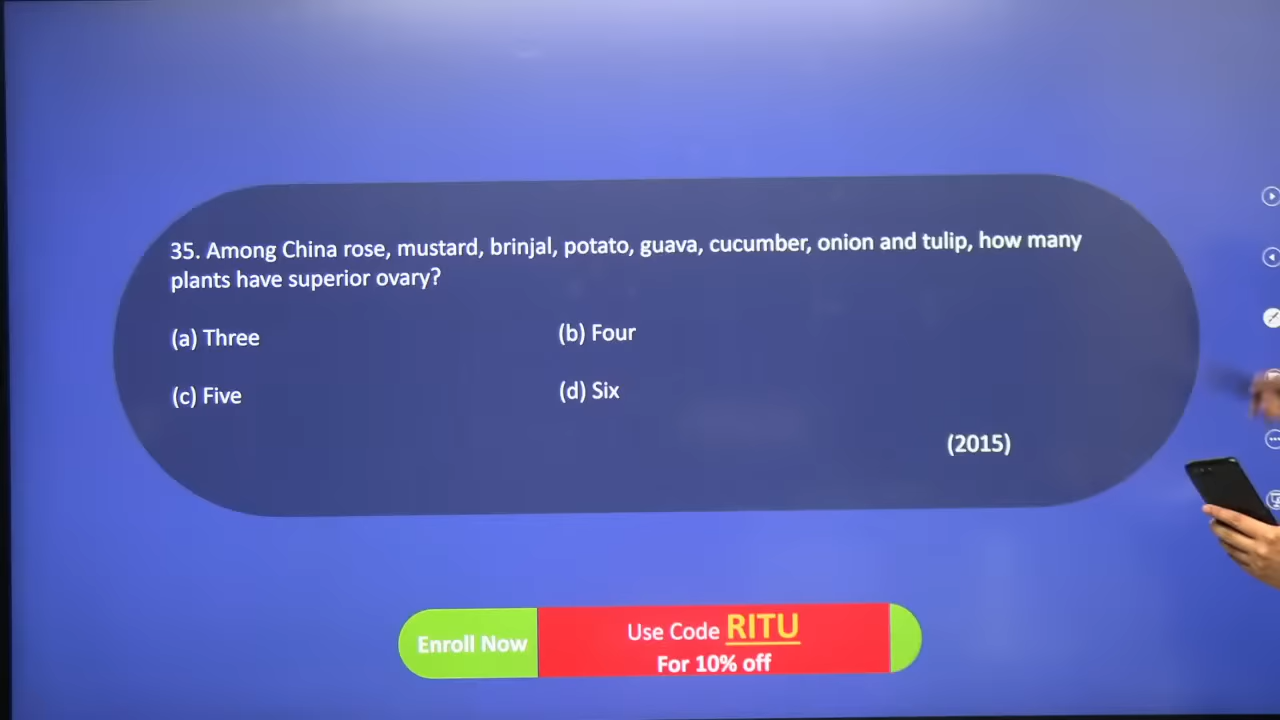 35. Among China rose, mustard, brinjal, potato, guava, cucumber, onion and tulip, how many
plants have superior ovary?
(a) Three
(b) Four
(c) Five
(d) Six
(2015)
Enroll Now
Use Code RITU
For 10% off